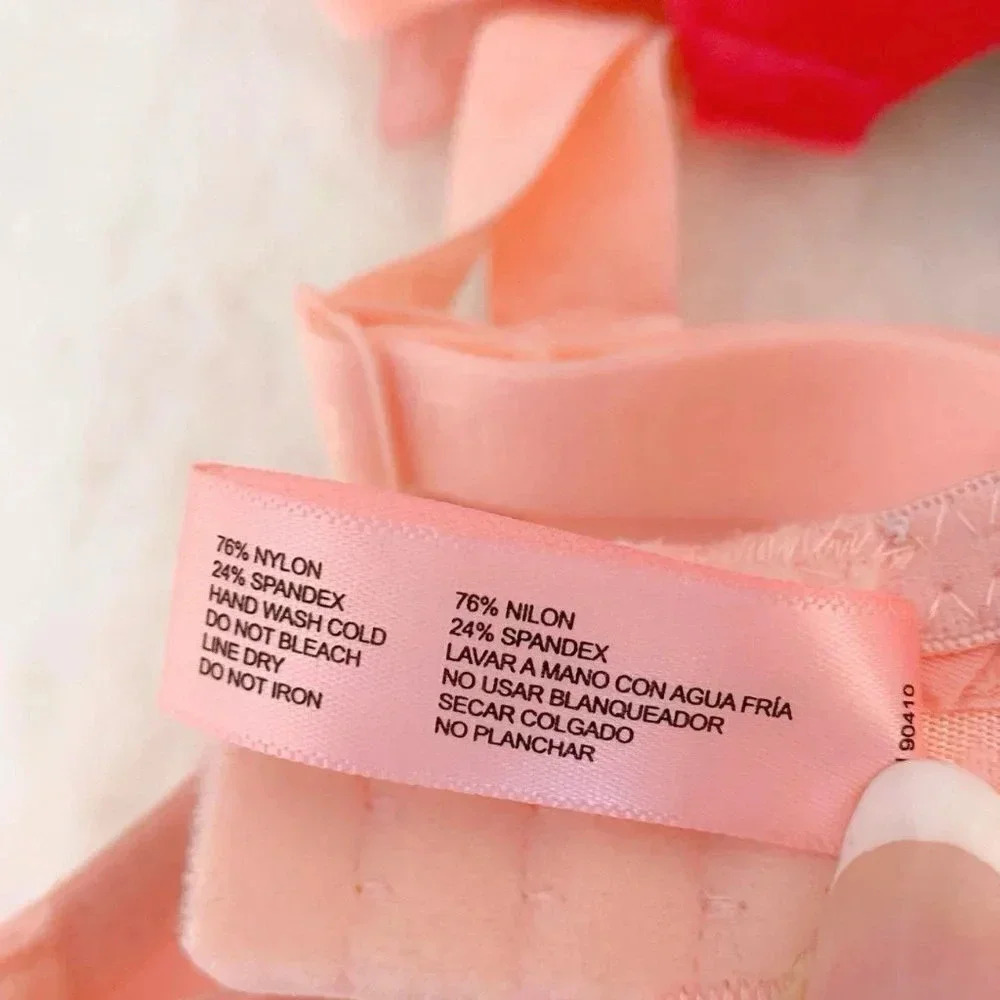 76% NYLON
24% SPANDEX
HAND WASH COLD
DO NOT BLEACH
LINE DRY
DO NOT IRON
76% NILON
24% SPANDEX
LAVAR A MANO CON AGUA FRÍA
NO USAR BLANQUEADOR
SECAR COLGADO
NO PLANCHAR
90410